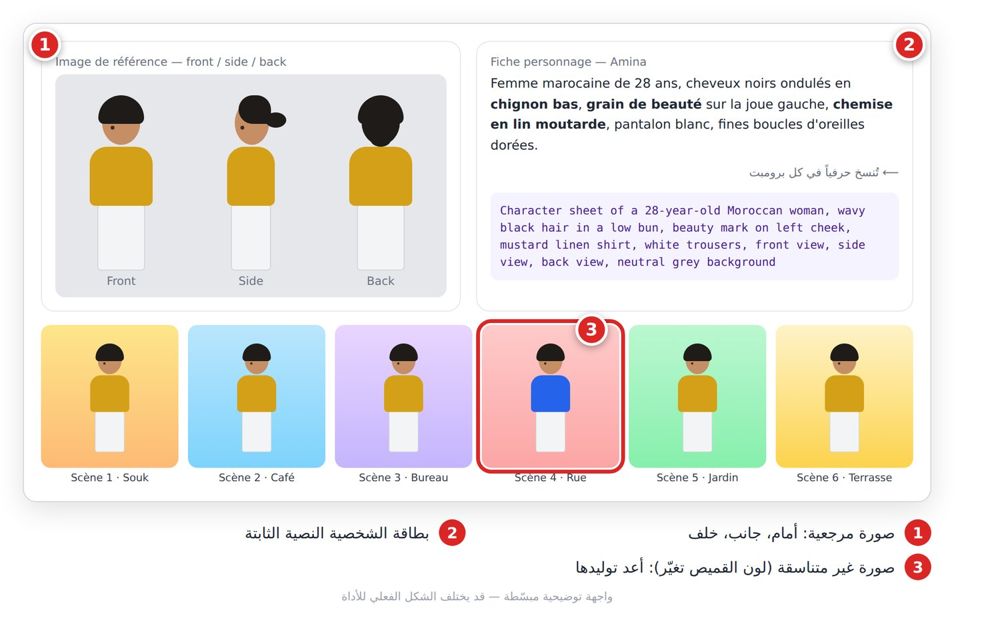 1
Image de référence — front / side / back
Front
Side
Back
2
Fiche personnage — Amina
Femme marocaine de 28 ans, cheveux noirs ondulés en
chignon bas, grain de beauté sur la joue gauche, chemise
en lin moutarde, pantalon blanc, fines boucles d'oreilles
dorées.
⟵ تُنسخ حرفياً في كل برومبت
Character sheet of a 28-year-old Moroccan woman, wavy
black hair in a low bun, beauty mark on left cheek,
mustard linen shirt, white trousers, front view, side
view, back view, neutral grey background
3
Scène 1 · Souk
Scène 2 · Café
Scène 3 · Bureau
Scène 4 · Rue
Scène 5 · Jardin
Scène 6 · Terrasse
1 صورة مرجعية: أمام، جانب، خلف
2 بطاقة الشخصية النصية الثابتة
3 صورة غير متناسقة (لون القميص تغيّر): أعد توليدها
واجهة توضيحية مبسّطة — قد يختلف الشكل الفعلي للأداة